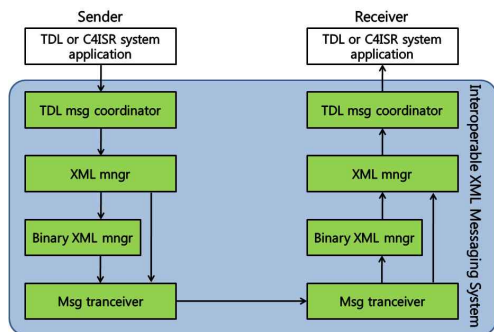 Sender
Receiver
TDL or C4ISR system
application
TDL or C4ISR system
application
TDL msg coordinator
TDL msg coordinator
XML mngr
XML mngr
Binary XML mngr
Binary XML mngr
Msg tranceiver
Msg tranceiver
Interoperable XML Messaging System